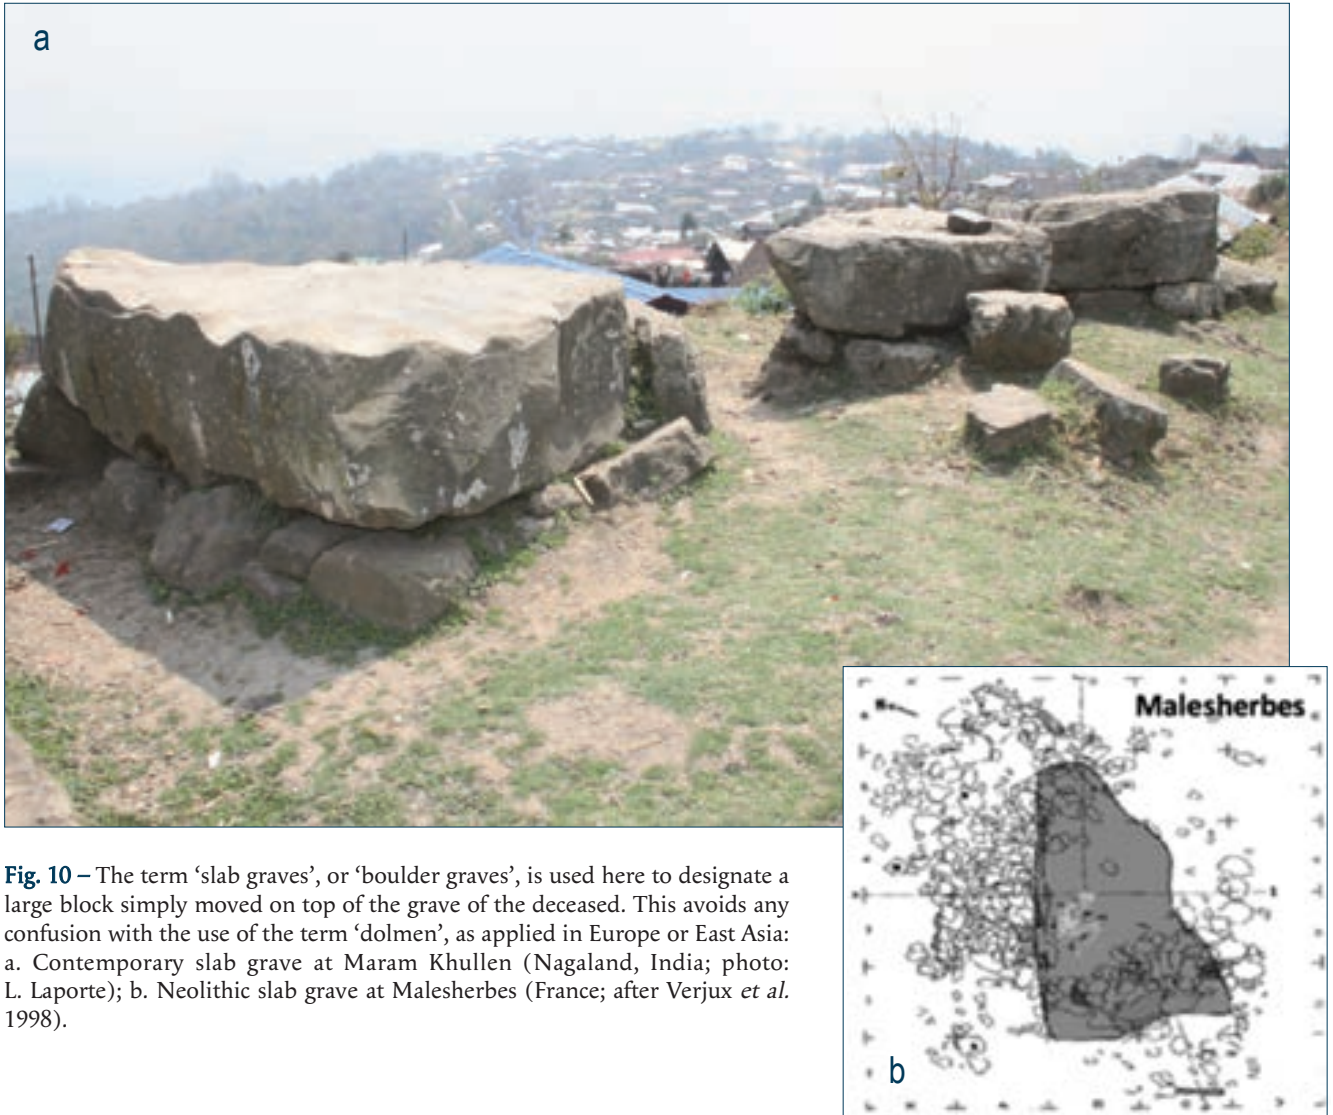 a
Malesherbes
b
Fig. 10 – The term ‘slab graves’, or ‘boulder graves’, is used here to designate a
large block simply moved on top of the grave of the deceased. This avoids any
confusion with the use of the term ‘dolmen’, as applied in Europe or East Asia:
a. Contemporary slab grave at Maram Khullen (Nagaland, India; photo:
L. Laporte); b. Neolithic slab grave at Malesherbes (France; after Verjux et al.
1998).